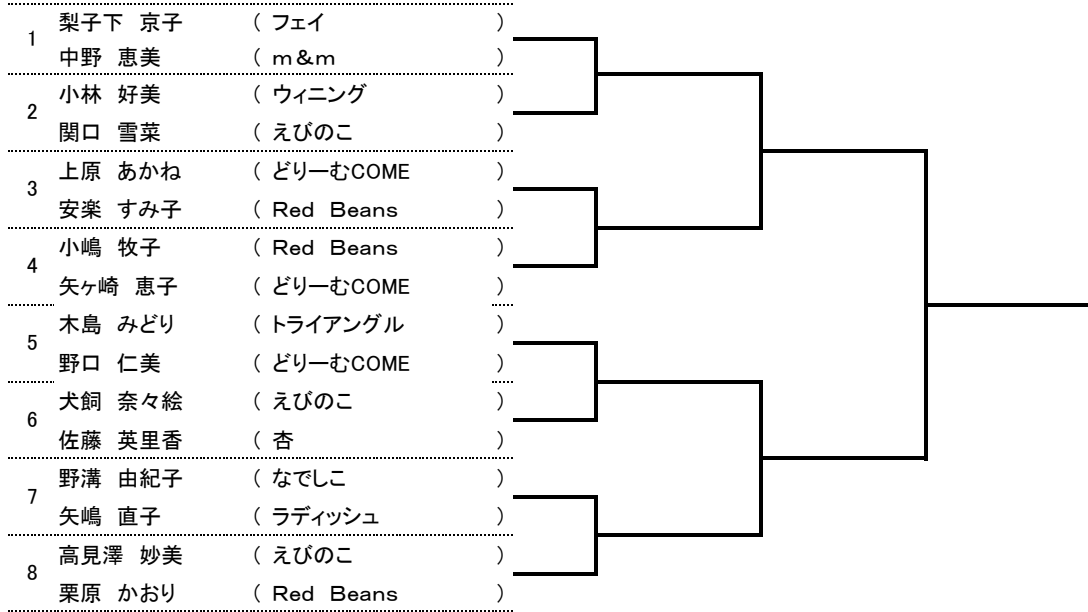 1 梨子下 京子 ( フェイ )
中野 恵美 ( m&m )
2 小林 好美 ( ウィニング )
関口 雪菜 ( えびのこ )
3 上原 あかね ( どりーむCOME )
安楽 すみ子 ( Red Beans )
4 小嶋 牧子 ( Red Beans )
矢ヶ崎 恵子 ( どりーむCOME )
5 木島 みどり ( トライアングル )
野口 仁美 ( どりーむCOME )
6 犬飼 奈々絵 ( えびのこ )
佐藤 英里香 ( 杏 )
7 野溝 由紀子 ( なでしこ )
矢嶋 直子 ( ラディッシュ )
8 高見澤 妙美 ( えびのこ )
栗原 かおり ( Red Beans )